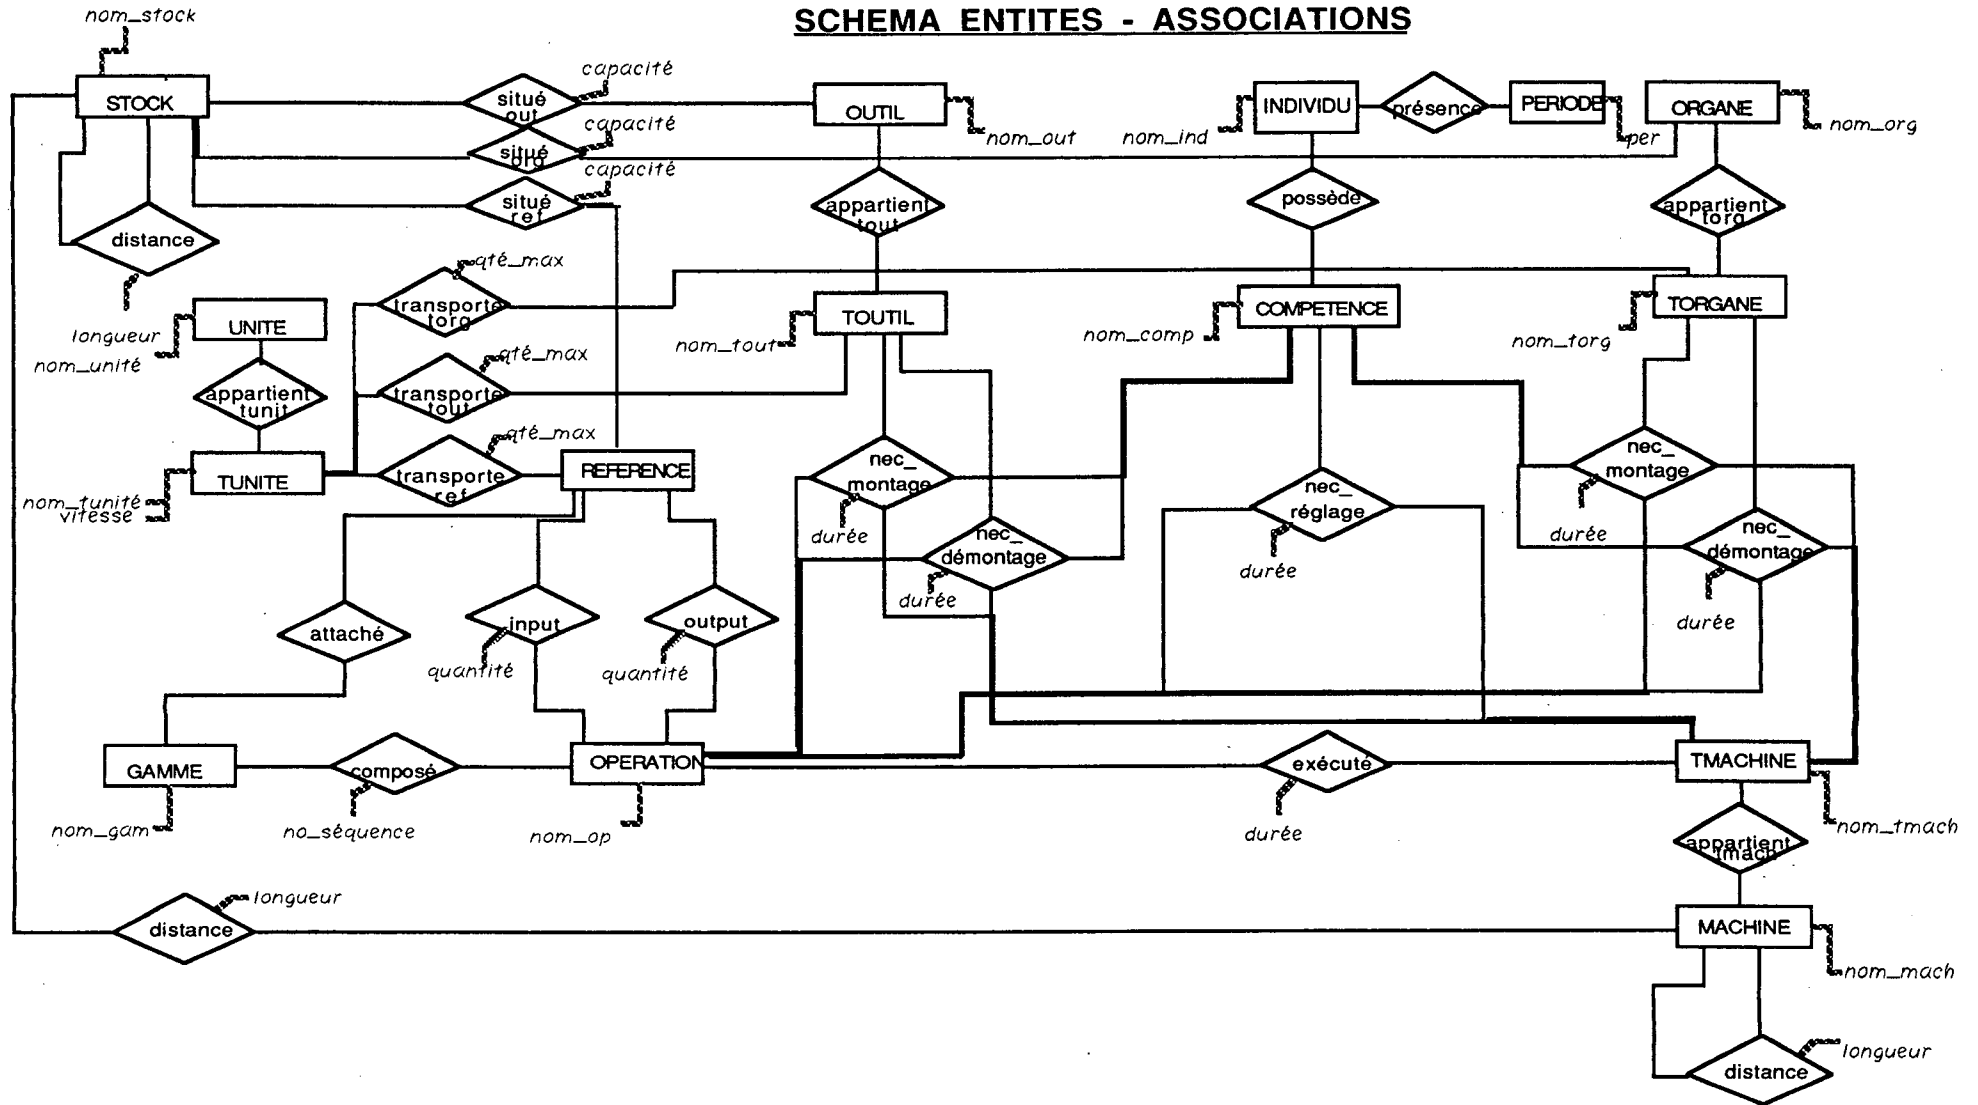 SCHEMA ENTITES - ASSOCIATIONS
nom_stock
STOCK
situé
out
capacité
OUTIL
nom_out
INDIVIDU
nom_ind
présence
PERIODE
per
ORGANE
nom_org
situé
org
capacité
situé
ref
capacité
distance
longueur
appartient
tout
possède
appartient
torg
UNITE
nom_unité
transporte
torg
qté_max
TOUTIL
nom_tout
COMPETENCE
nom_comp
TORGANE
nom_torg
appartient
tunit
transporte
tout
qté_max
TUNITE
nom_tunité
vitesse
transporte
ref
qté_max
REFERENCE
nec_
montage
durée
nec_
démontage
durée
nec_
réglage
durée
nec_
montage
durée
nec_
démontage
durée
attaché
input
quantité
output
quantité
GAMME
nom_gam
composé
no_séquence
OPERATION
nom_op
exécuté
durée
TMACHINE
nom_tmach
appartient
tmach
distance
longueur
MACHINE
nom_mach
distance
longueur